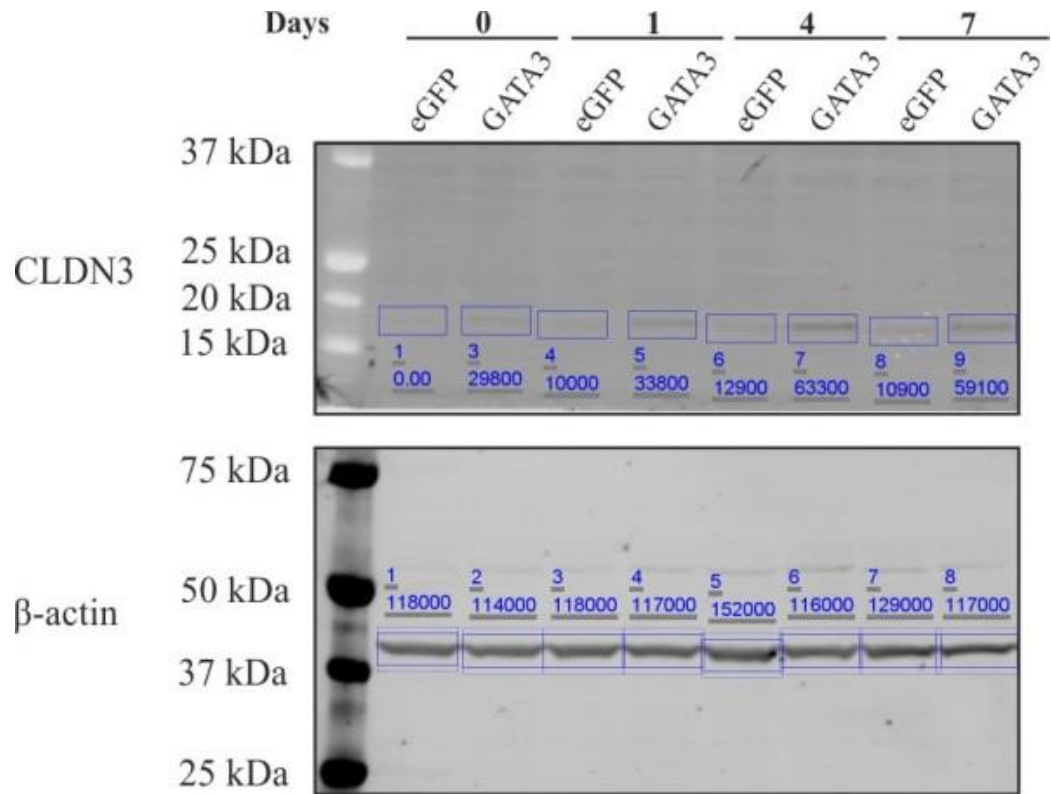 Days 0 1 4 7
eGFP GATA3 eGFP GATA3 eGFP GATA3 eGFP GATA3
37 kDa
25 kDa
CLDN3
20 kDa
15 kDa
1 3 4 5 6 7 8 9
0.00 29800 10000 33800 12900 63300 10900 59100
75 kDa
50 kDa
1 2 3 4 5 6 7 8
118000 114000 118000 117000 152000 116000 129000 117000
β-actin
37 kDa
25 kDa